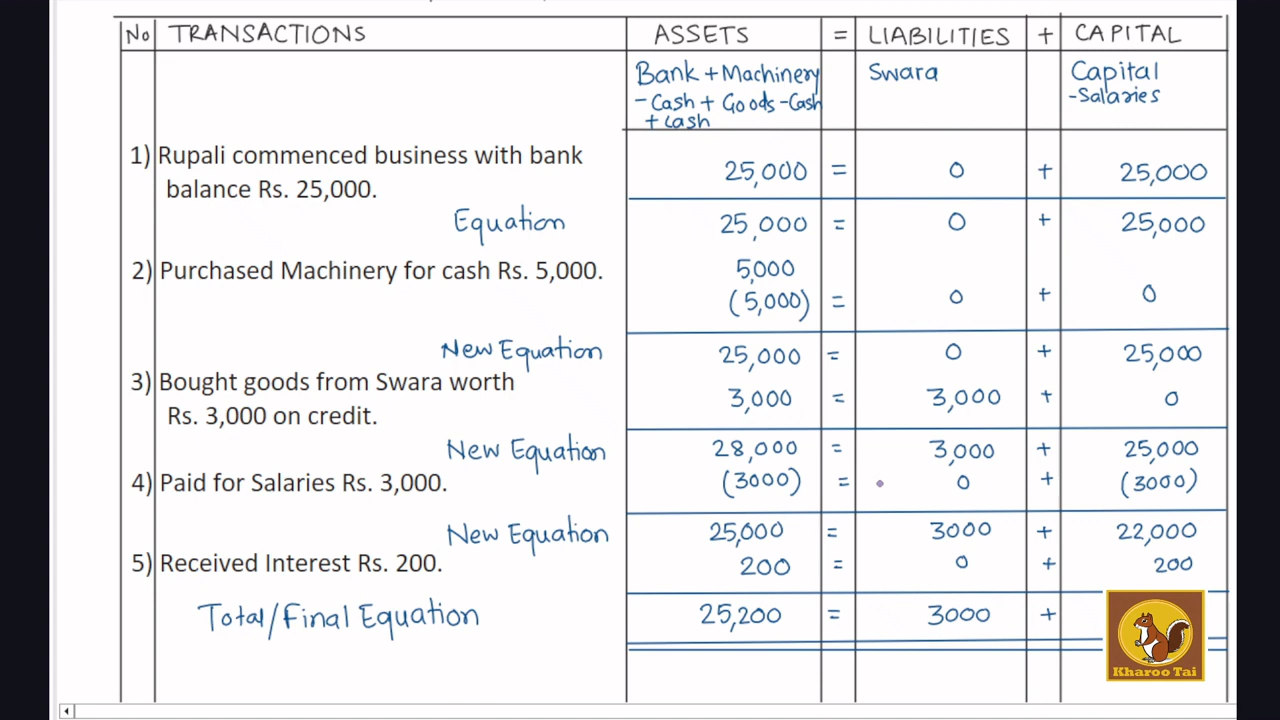 No TRANSACTIONS ASSETS = LIABILITIES + CAPITAL
Bank + Machinery Swara Capital
- Cash + Goods - Cash - Salaries
+ Cash
1) Rupali commenced business with bank
balance Rs. 25,000. 25,000 = 0 + 25,000
Equation 25,000 = 0 + 25,000
2) Purchased Machinery for cash Rs. 5,000. 5,000
(5,000) = 0 + 0
New Equation 25,000 = 0 + 25,000
3) Bought goods from Swara worth
Rs. 3,000 on credit. 3,000 = 3,000 + 0
New Equation 28,000 = 3,000 + 25,000
4) Paid for Salaries Rs. 3,000. (3000) = 0 + (3000)
New Equation 25,000 = 3000 + 22,000
5) Received Interest Rs. 200. 200 = 0 + 200
Total/Final Equation 25,200 = 3000 +
Kharoo Tai